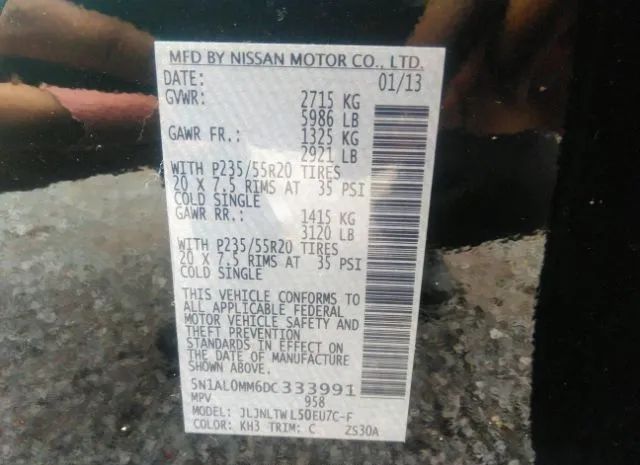 MFD BY NISSAN MOTOR CO., LTD.
DATE: 01/13
GVWR: 2715 KG
5986 LB
GAWR FR.: 1325 KG
2921 LB
WITH P235/55R20 TIRES
20 X 7.5 RIMS AT 35 PSI
COLD SINGLE
GAWR RR.: 1415 KG
3120 LB
WITH P235/55R20 TIRES
20 X 7.5 RIMS AT 35 PSI
COLD SINGLE
THIS VEHICLE CONFORMS TO
ALL APPLICABLE FEDERAL
MOTOR VEHICLE SAFETY AND
THEFT PREVENTION
STANDARDS IN EFFECT ON
THE DATE OF MANUFACTURE
SHOWN ABOVE.
5N1AL0MM6DC333991
MPV 958
MODEL: JLJNLTWL50EU7C-F
COLOR: KH3 TRIM: C ZS30A